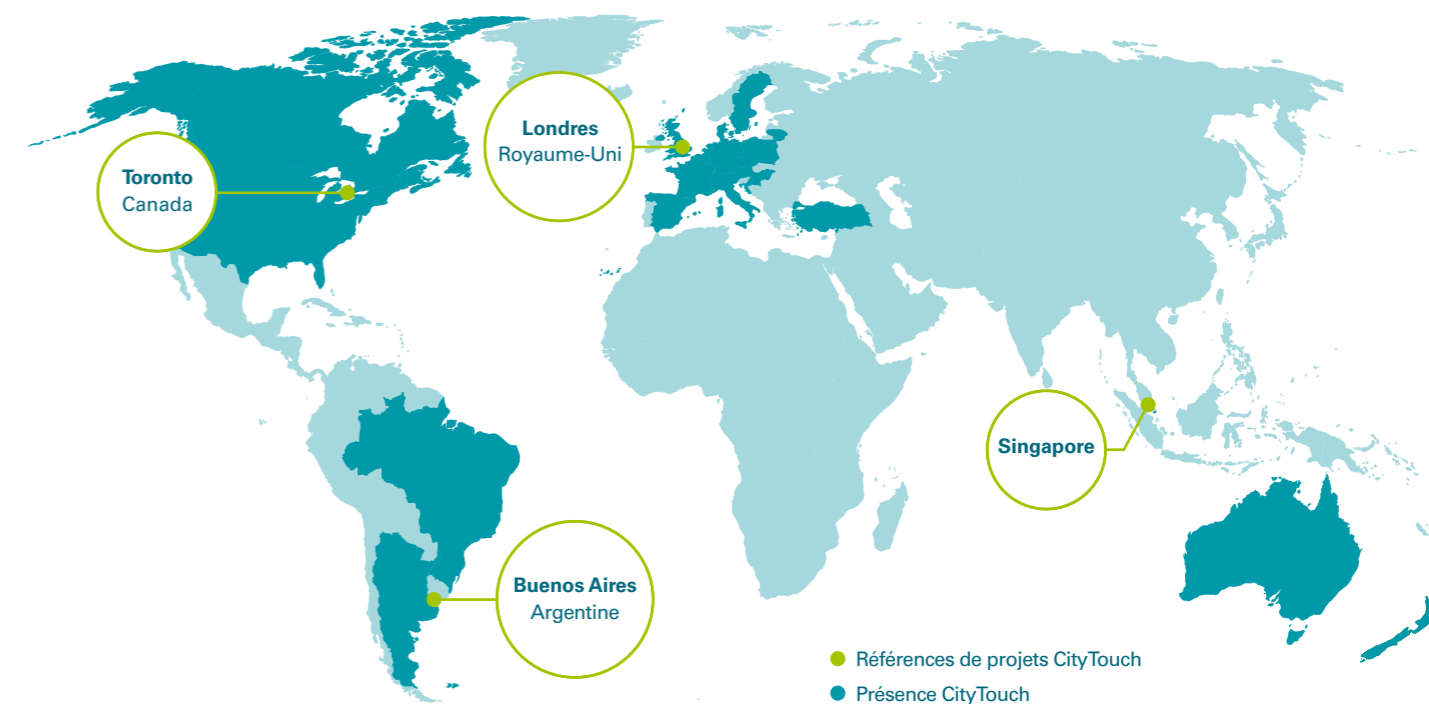 Londres
Royaume-Uni
Toronto
Canada
Singapore
Buenos Aires
Argentine
Références de projets CityTouch
Présence CityTouch